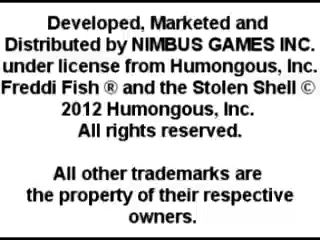 Developed, Marketed and
Distributed by NIMBUS GAMES INC.
under license from Humongous, Inc.
Freddi Fish ® and the Stolen Shell ©
2012 Humongous, Inc.
All rights reserved.
All other trademarks are
the property of their respective
owners.